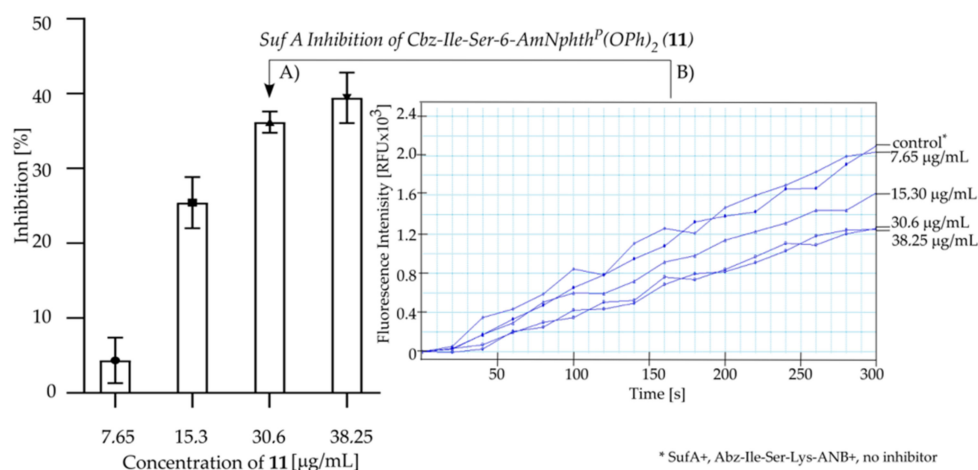 Suf A Inhibition of Cbz-Ile-Ser-6-AmNphthᴾ(OPh)₂ (11)
A)
B)
Inhibition [%]
50
40
30
20
10
0
7.65
15.3
30.6
38.25
Concentration of 11 [μg/mL]
Fluorescence Intenisity [RFUx10³]
2.4
2.0
1.6
1.2
0.8
0.4
0
50
100
150
200
250
300
Time [s]
control*
7.65 μg/mL
15.30 μg/mL
30.6 μg/mL
38.25 μg/mL
* SufA+, Abz-Ile-Ser-Lys-ANB+, no inhibitor